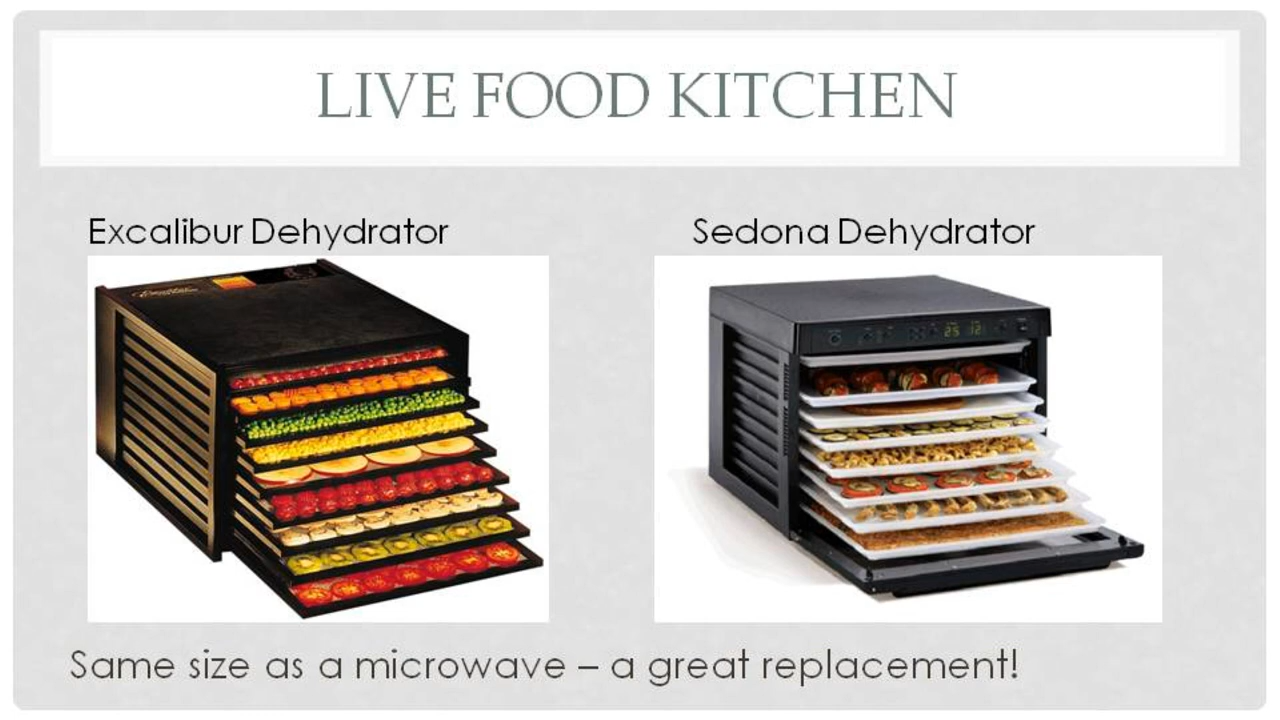 LIVE FOOD KITCHEN
Excalibur Dehydrator
Sedona Dehydrator
Same size as a microwave – a great replacement!